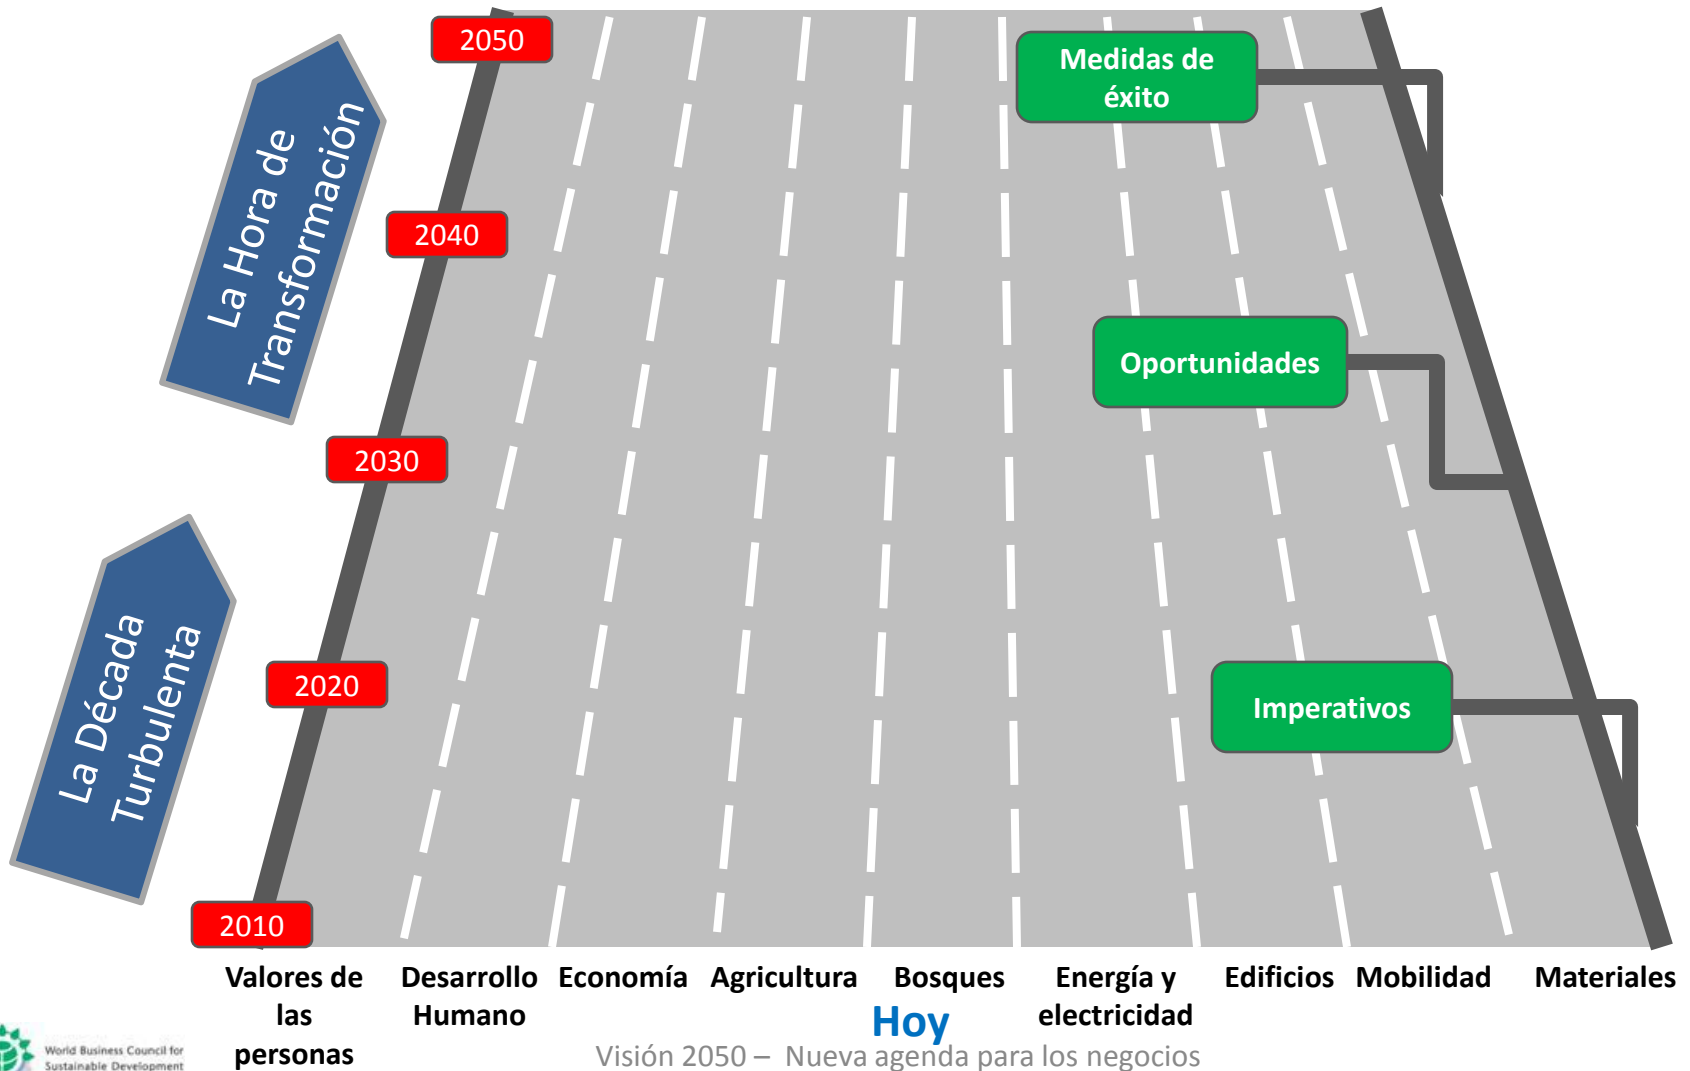 2050
Medidas de
éxito
La Hora de
Transformación
2040
Oportunidades
2030
La Década
Turbulenta
2020
Imperativos
2010
Valores de
las
personas
Desarrollo
Humano
Economía
Agricultura
Bosques
Energía y
electricidad
Edificios
Mobilidad
Materiales
Hoy
World Business Council for
Sustainable Development
Visión 2050 – Nueva agenda para los negocios